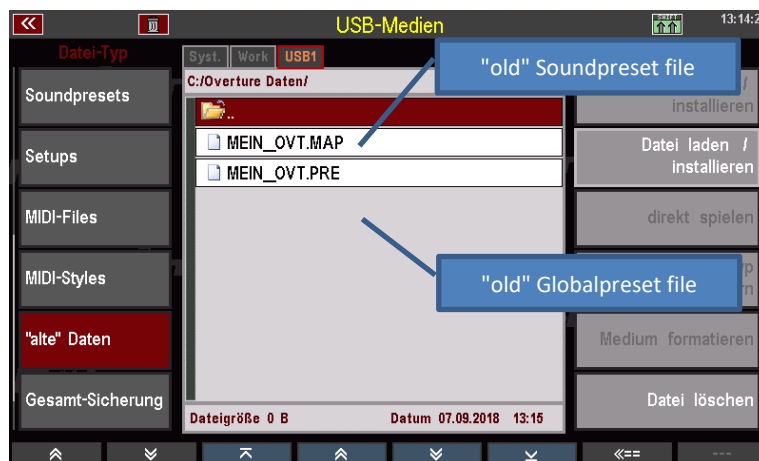 USB-Medien
13:14:2
Datei-Typ
Syst.
Work
USB1
C:/Overture Daten/
..
MEIN_OVT.MAP
MEIN_OVT.PRE
Dateigröße 0 B
Datum 07.09.2018 13:15
Soundpresets
Setups
MIDI-Files
MIDI-Styles
"alte" Daten
Gesamt-Sicherung
"old" Soundpreset file
"old" Globalpreset file
/
installieren
Datei laden /
installieren
direkt spielen
Medium formatieren
Datei löschen
«==
---